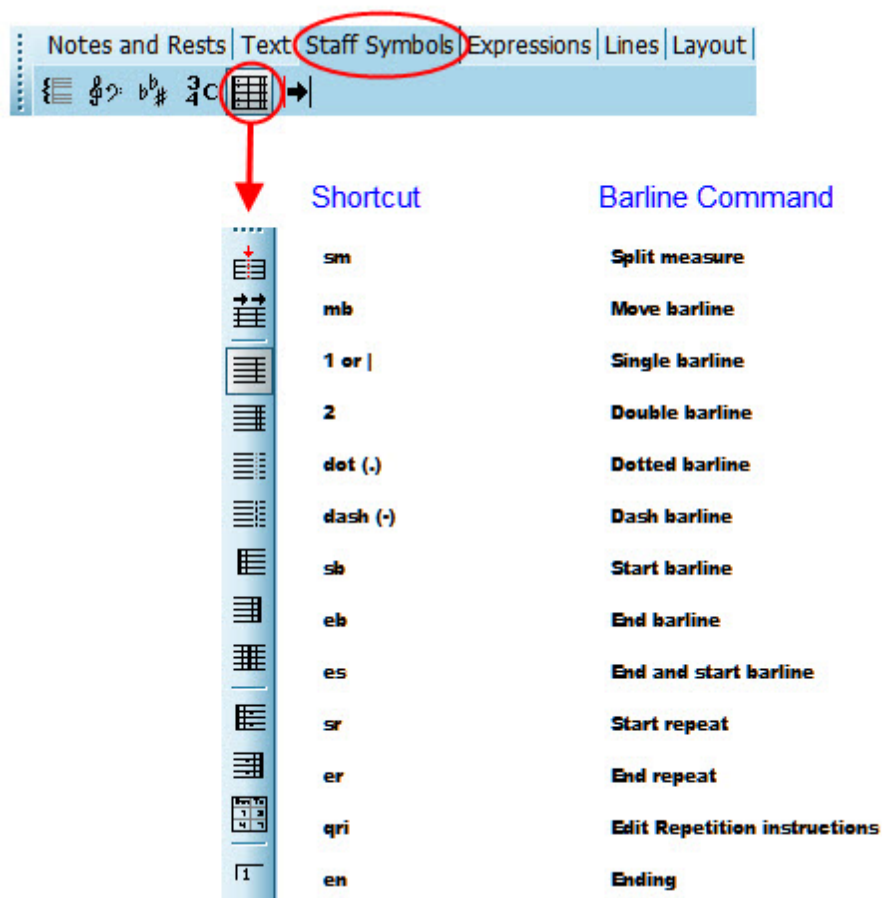 Notes and Rests | Text | Staff Symbols | Expressions | Lines | Layout
Shortcut Barline Command
sm Split measure
mb Move barline
1 or | Single barline
2 Double barline
dot (.) Dotted barline
dash (-) Dash barline
sb Start barline
eb End barline
es End and start barline
sr Start repeat
er End repeat
qri Edit Repetition instructions
en Ending